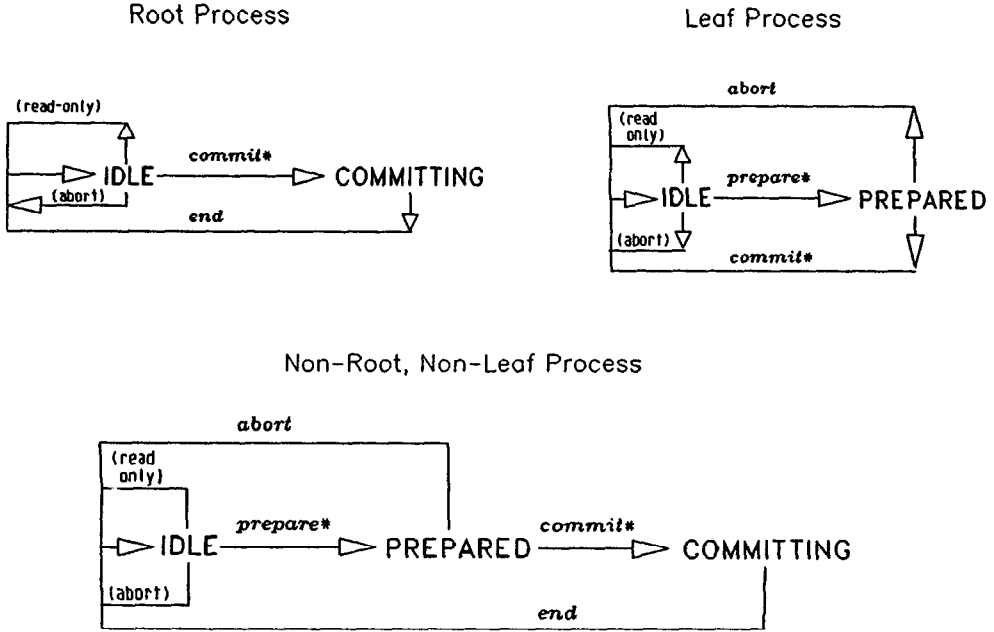 Root Process
(read-only)
IDLE
commit*
COMMITTING
(abort)
end
Leaf Process
abort
(read
only)
IDLE
prepare*
PREPARED
(abort)
commit*
Non-Root, Non-Leaf Process
abort
(read
only)
IDLE
prepare*
PREPARED
commit*
COMMITTING
(abort)
end